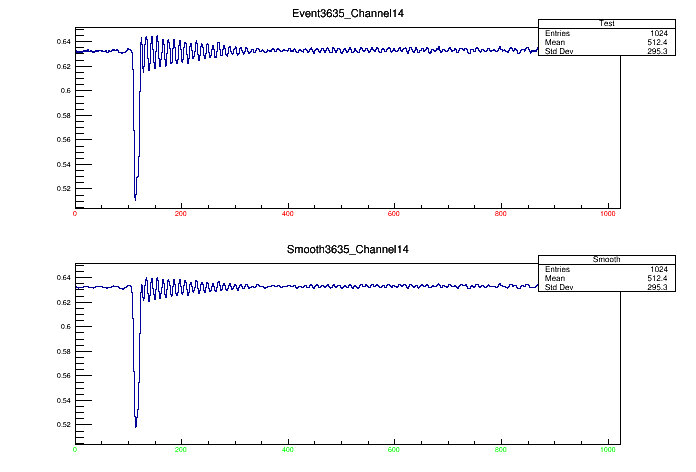 Event3635_Channel14
Test
Entries 1024
Mean 512.4
Std Dev 295.3
0.64
0.62
0.6
0.58
0.56
0.54
0.52
0 200 400 600 800 1000
Smooth3635_Channel14
Smooth
Entries 1024
Mean 512.4
Std Dev 295.3
0.64
0.62
0.6
0.58
0.56
0.54
0.52
0 200 400 600 800 1000